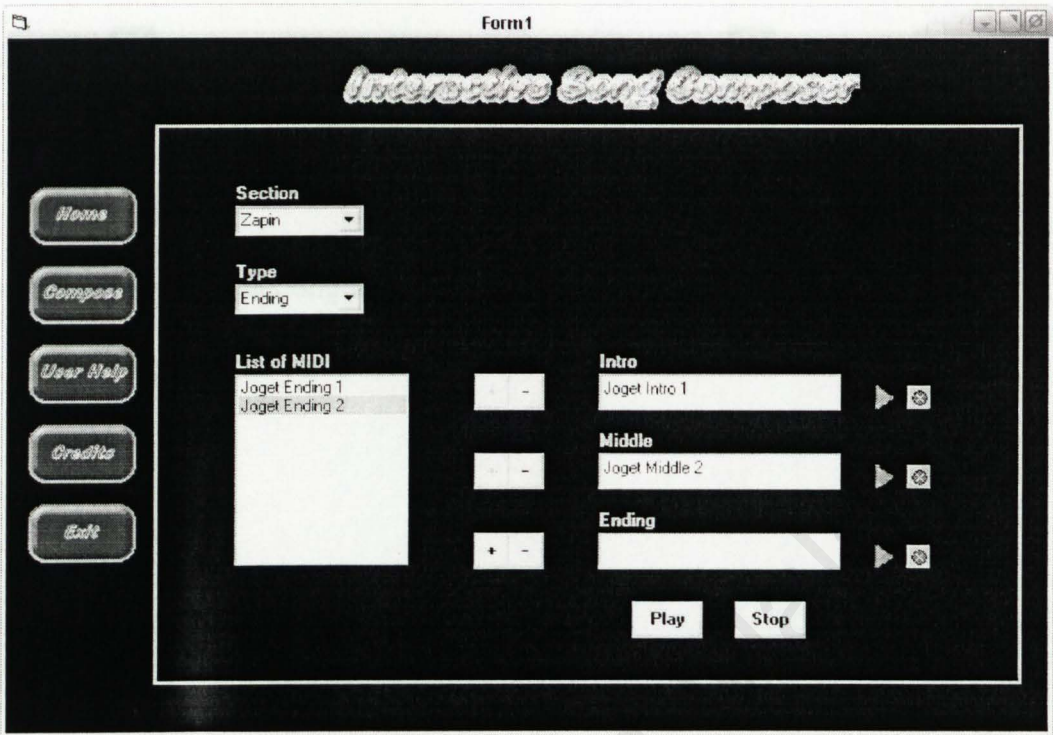 Form1
Interactive Song Composer
Home
Compose
User Help
Credits
Exit
Section
Zapin
Type
Ending
List of MIDI
Joget Ending 1
Joget Ending 2
+ -
+ -
+ -
Intro
Joget Intro 1
Middle
Joget Middle 2
Ending
Play
Stop